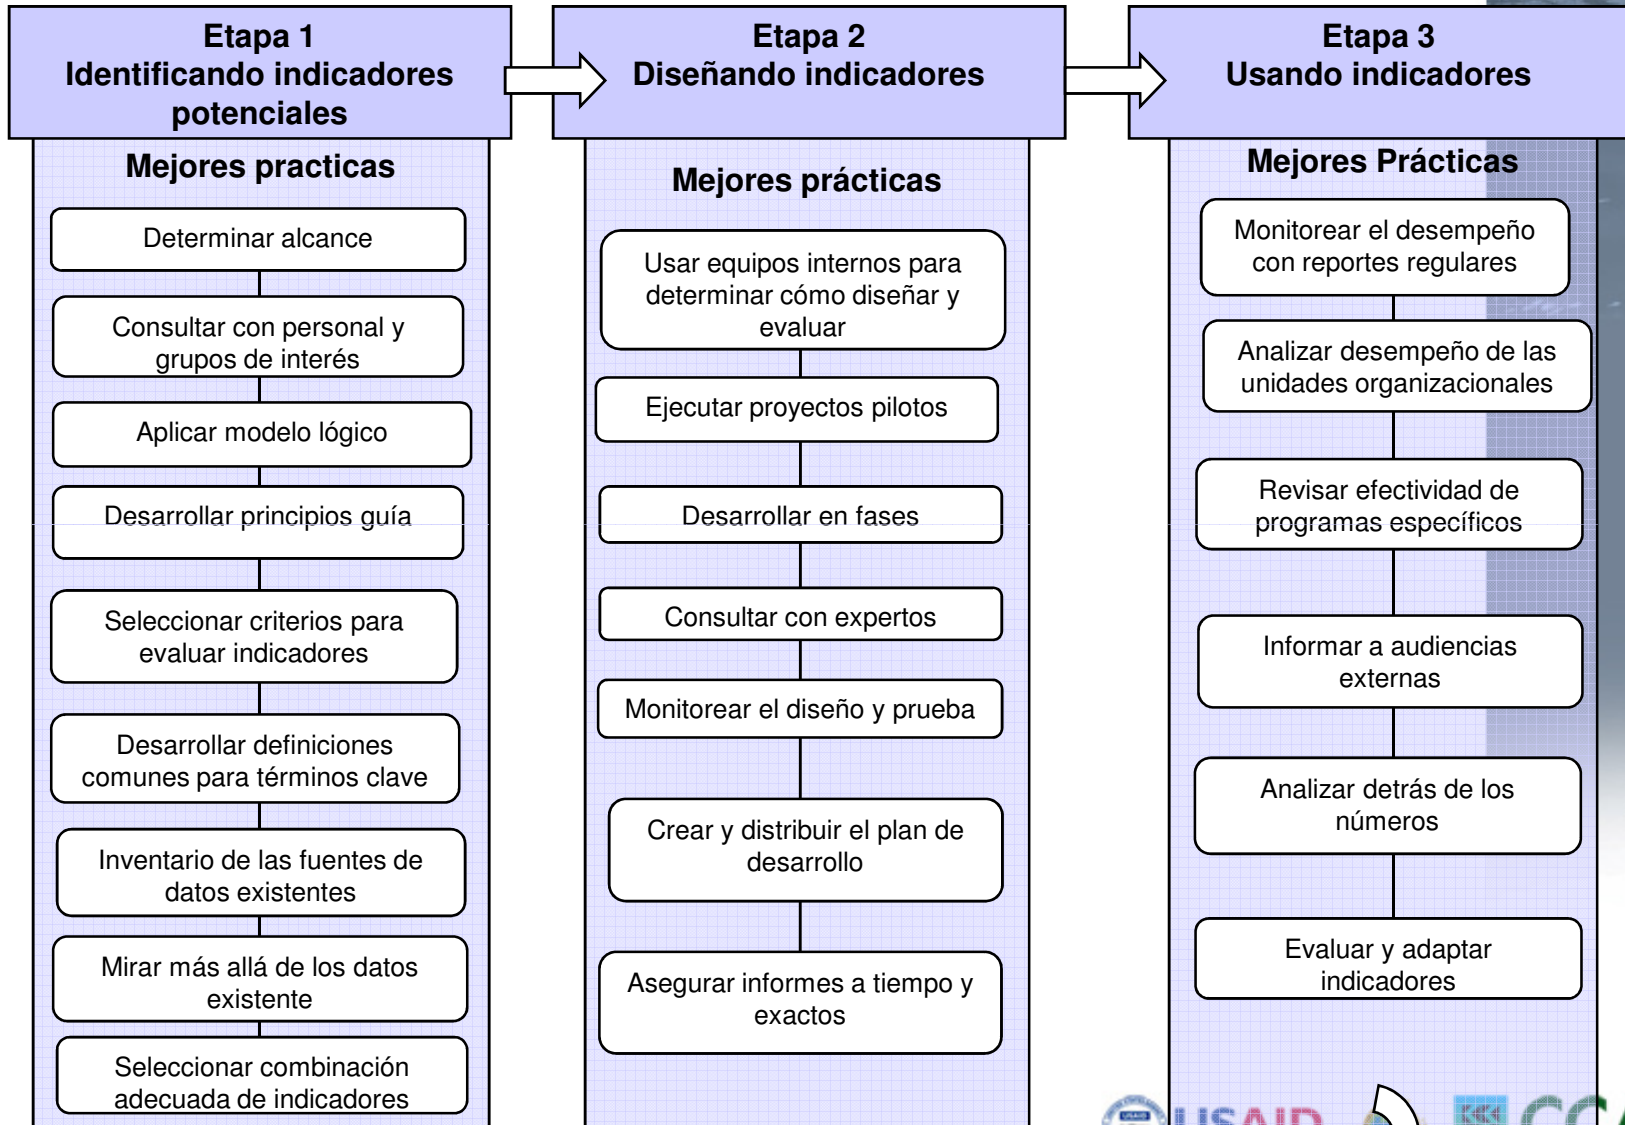 Etapa 1
Identificando indicadores
potenciales
Mejores practicas
Determinar alcance
Consultar con personal y
grupos de interés
Aplicar modelo lógico
Desarrollar principios guía
Seleccionar criterios para
evaluar indicadores
Desarrollar definiciones
comunes para términos clave
Inventario de las fuentes de
datos existentes
Mirar más allá de los datos
existente
Seleccionar combinación
adecuada de indicadores
Etapa 2
Diseñando indicadores
Mejores prácticas
Usar equipos internos para
determinar cómo diseñar y
evaluar
Ejecutar proyectos pilotos
Desarrollar en fases
Consultar con expertos
Monitorear el diseño y prueba
Crear y distribuir el plan de
desarrollo
Asegurar informes a tiempo y
exactos
Etapa 3
Usando indicadores
Mejores Prácticas
Monitorear el desempeño
con reportes regulares
Analizar desempeño de las
unidades organizacionales
Revisar efectividad de
programas específicos
Informar a audiencias
externas
Analizar detrás de los
números
Evaluar y adaptar
indicadores
USAID